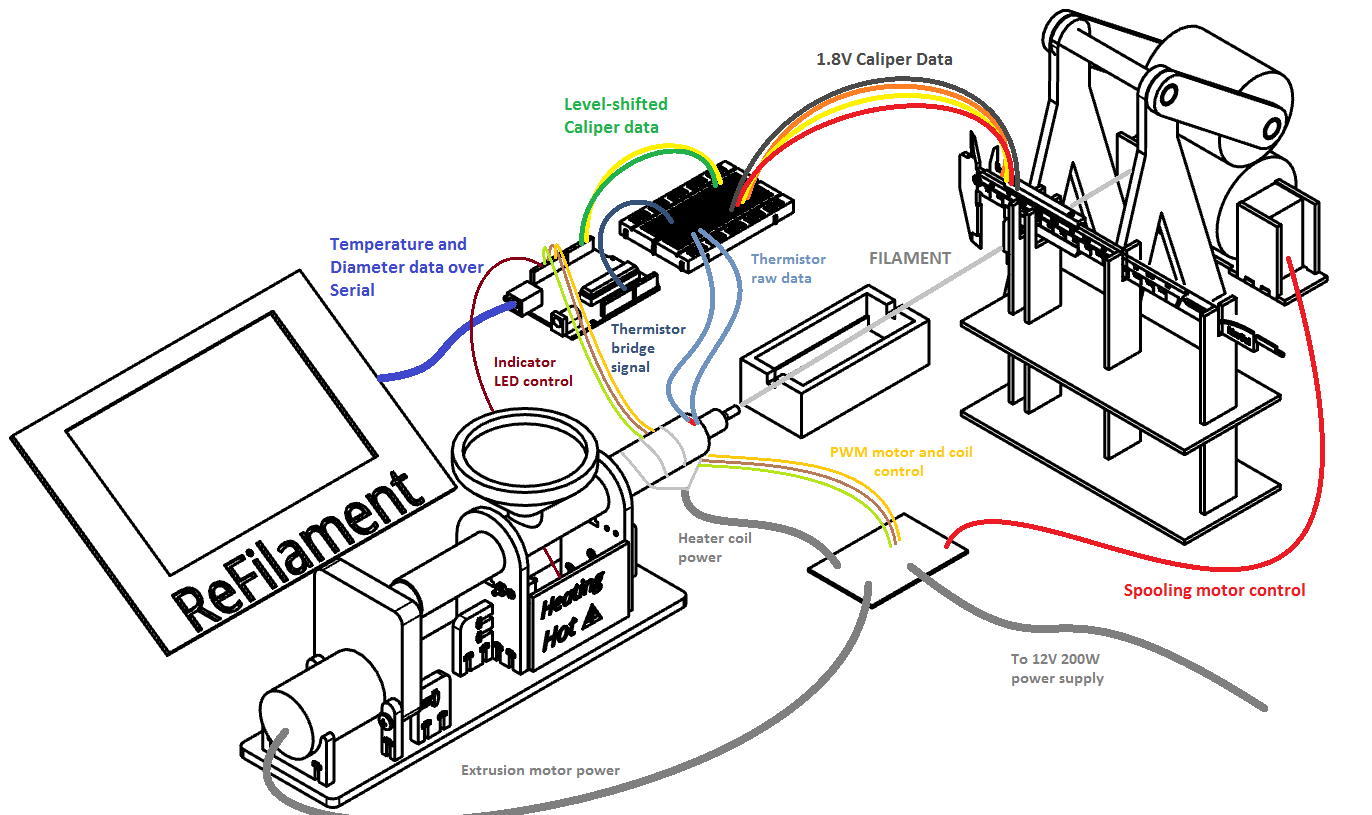 1.8V Caliper Data
Level-shifted
Caliper data
Temperature and
Diameter data over
Serial
Thermistor
raw data
FILAMENT
Thermistor
bridge
signal
Indicator
LED control
PWM motor and coil
control
Heater coil
power
ReFilament
Heating
Hot
Spooling motor control
To 12V 200W
power supply
Extrusion motor power